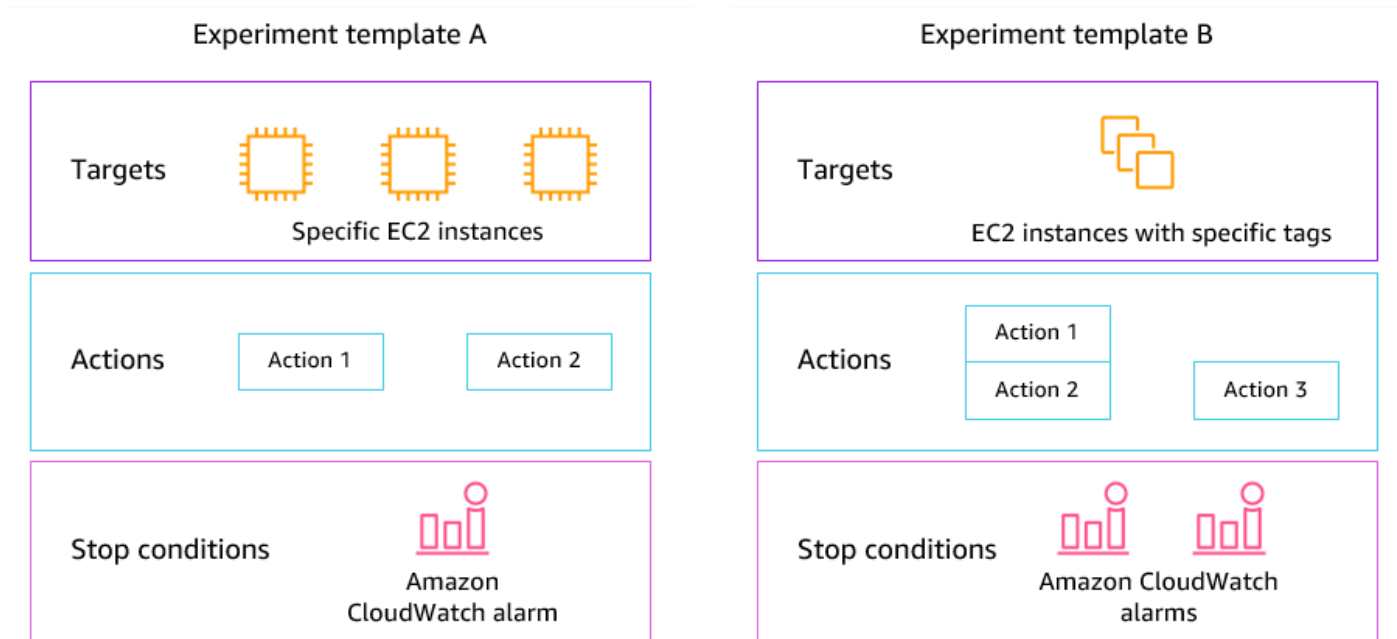 Experiment template A
Targets
Specific EC2 instances
Actions
Action 1
Action 2
Stop conditions
Amazon
CloudWatch alarm
Experiment template B
Targets
EC2 instances with specific tags
Actions
Action 1
Action 2
Action 3
Stop conditions
Amazon CloudWatch
alarms